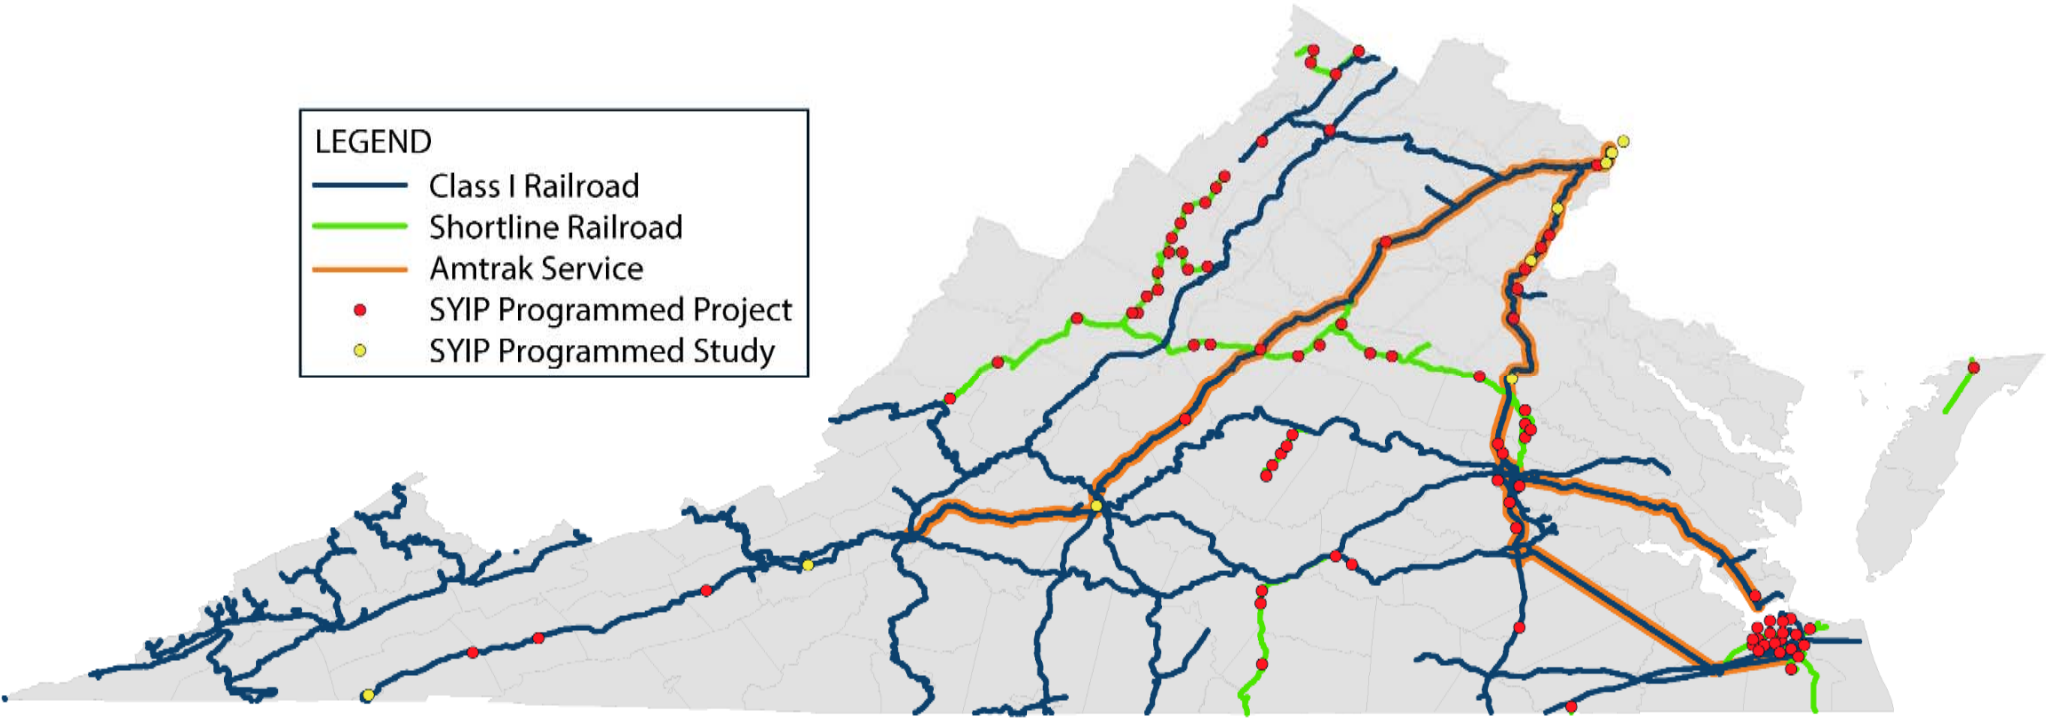 LEGEND
Class I Railroad
Shortline Railroad
Amtrak Service
SYIP Programmed Project
SYIP Programmed Study